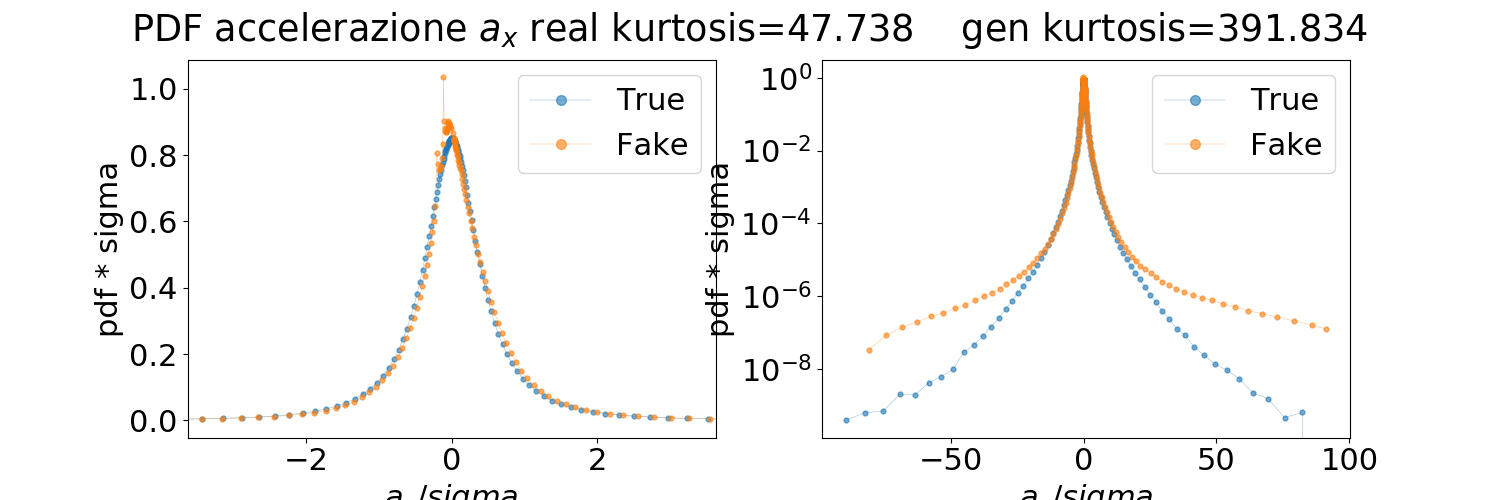 PDF accelerazione a_x real kurtosis=47.738 gen kurtosis=391.834
pdf * sigma
1.0
0.8
0.6
0.4
0.2
0.0
−2
0
2
True
Fake
pdf * sigma
10^0
10^−2
10^−4
10^−6
10^−8
−50
0
50
100
True
Fake